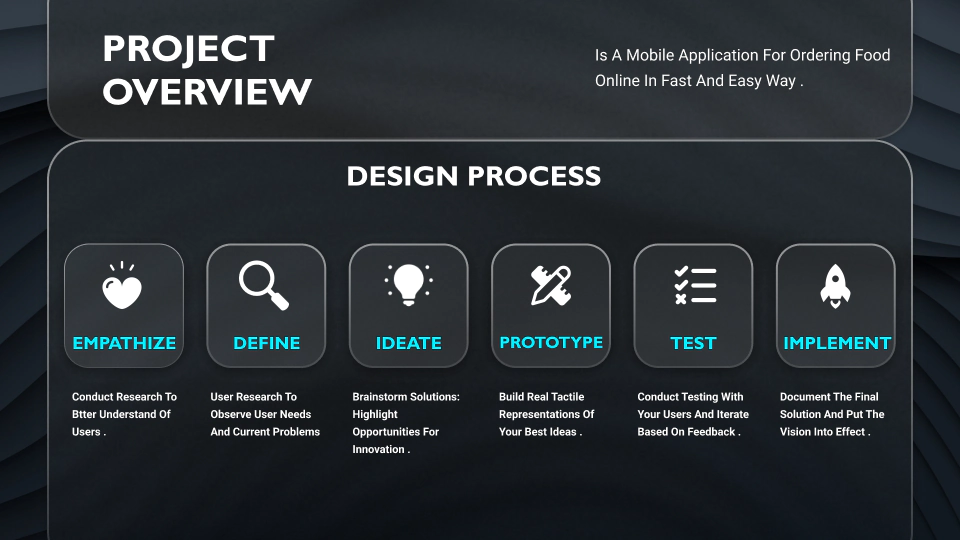 PROJECT
OVERVIEW
Is A Mobile Application For Ordering Food
Online In Fast And Easy Way .
DESIGN PROCESS
EMPATHIZE
Conduct Research To
Btter Understand Of
Users .
DEFINE
User Research To
Observe User Needs
And Current Problems
IDEATE
Brainstorm Solutions:
Highlight
Opportunities For
Innovation .
PROTOTYPE
Build Real Tactile
Representations Of
Your Best Ideas .
TEST
Conduct Testing With
Your Users And Iterate
Based On Feedback .
IMPLEMENT
Document The Final
Solution And Put The
Vision Into Effect .